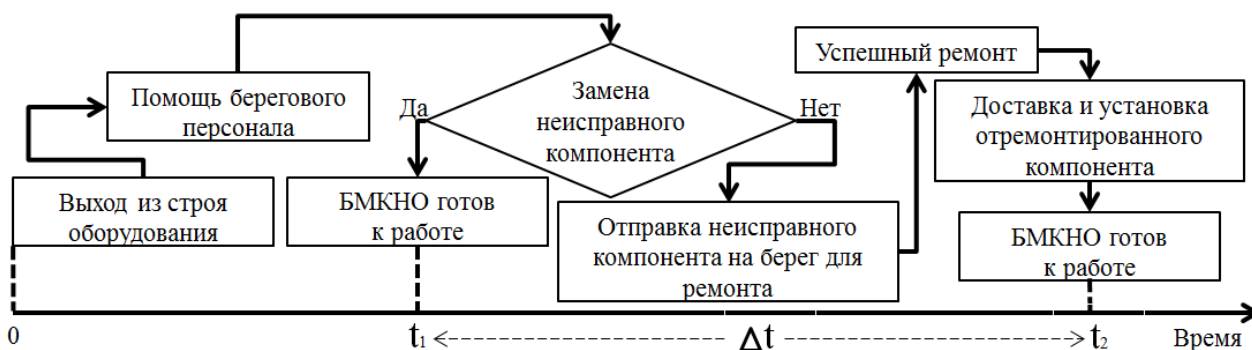 Выход из строя
оборудования
Помощь берегового
персонала
Замена
неисправного
компонента
Да
Нет
БМКНО готов
к работе
Отправка неисправного
компонента на берег для
ремонта
Успешный ремонт
Доставка и установка
отремонтированного
компонента
БМКНО готов
к работе
0
t₁
Δt
t₂
Время